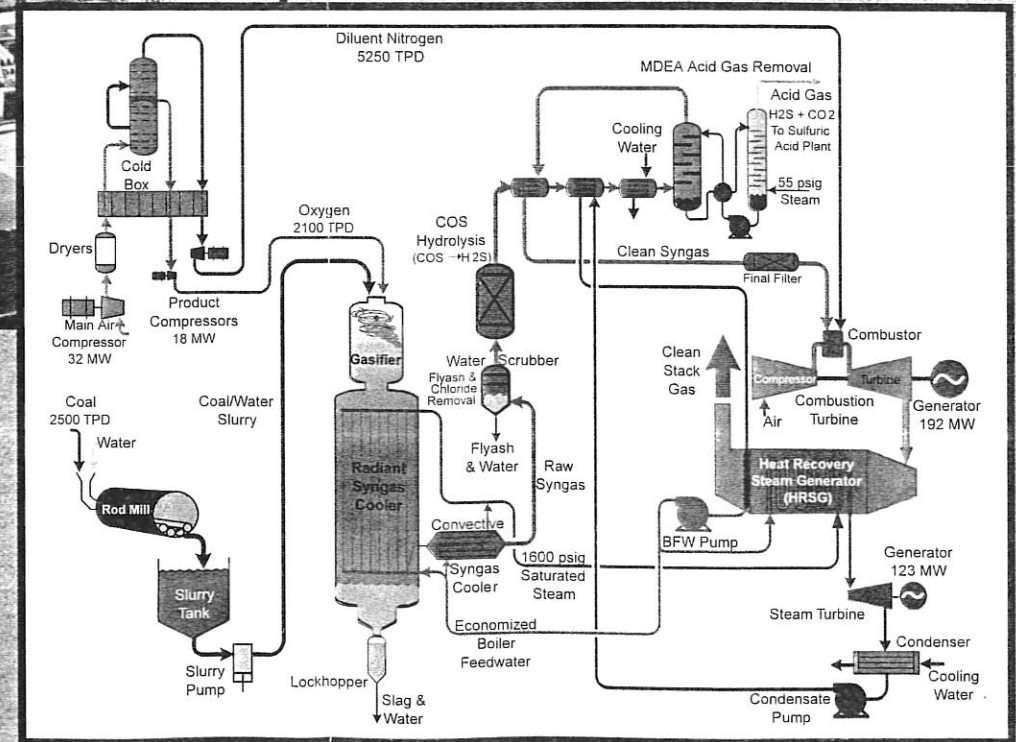 Diluent Nitrogen
5250 TPD
MDEA Acid Gas Removal
Acid Gas
H2S + CO2
To Sulfuric
Acid Plant
Cooling
Water
55 psig
Steam
Cold
Box
Oxygen
2100 TPD
COS
Hydrolysis
(COS → H2S)
Dryers
Clean Syngas
Final Filter
Product
Compressors
18 MW
Main Air
Compressor
32 MW
Gasifier
Water Scrubber
Flyash &
Chloride
Removal
Clean
Stack
Gas
Combustor
Compressor
Turbine
Combustion
Turbine
Air
Generator
192 MW
Coal
2500 TPD
Water
Coal/Water
Slurry
Flyash
& Water
Raw
Syngas
Radiant
Syngas
Cooler
Heat Recovery
Steam Generator
(HRSG)
Rod Mill
Convective
Syngas
Cooler
BFW Pump
1600 psig
Saturated
Steam
Generator
123 MW
Slurry
Tank
Steam Turbine
Economized
Boiler
Feedwater
Condenser
Cooling
Water
Slurry
Pump
Lockhopper
Slag &
Water
Condensate
Pump